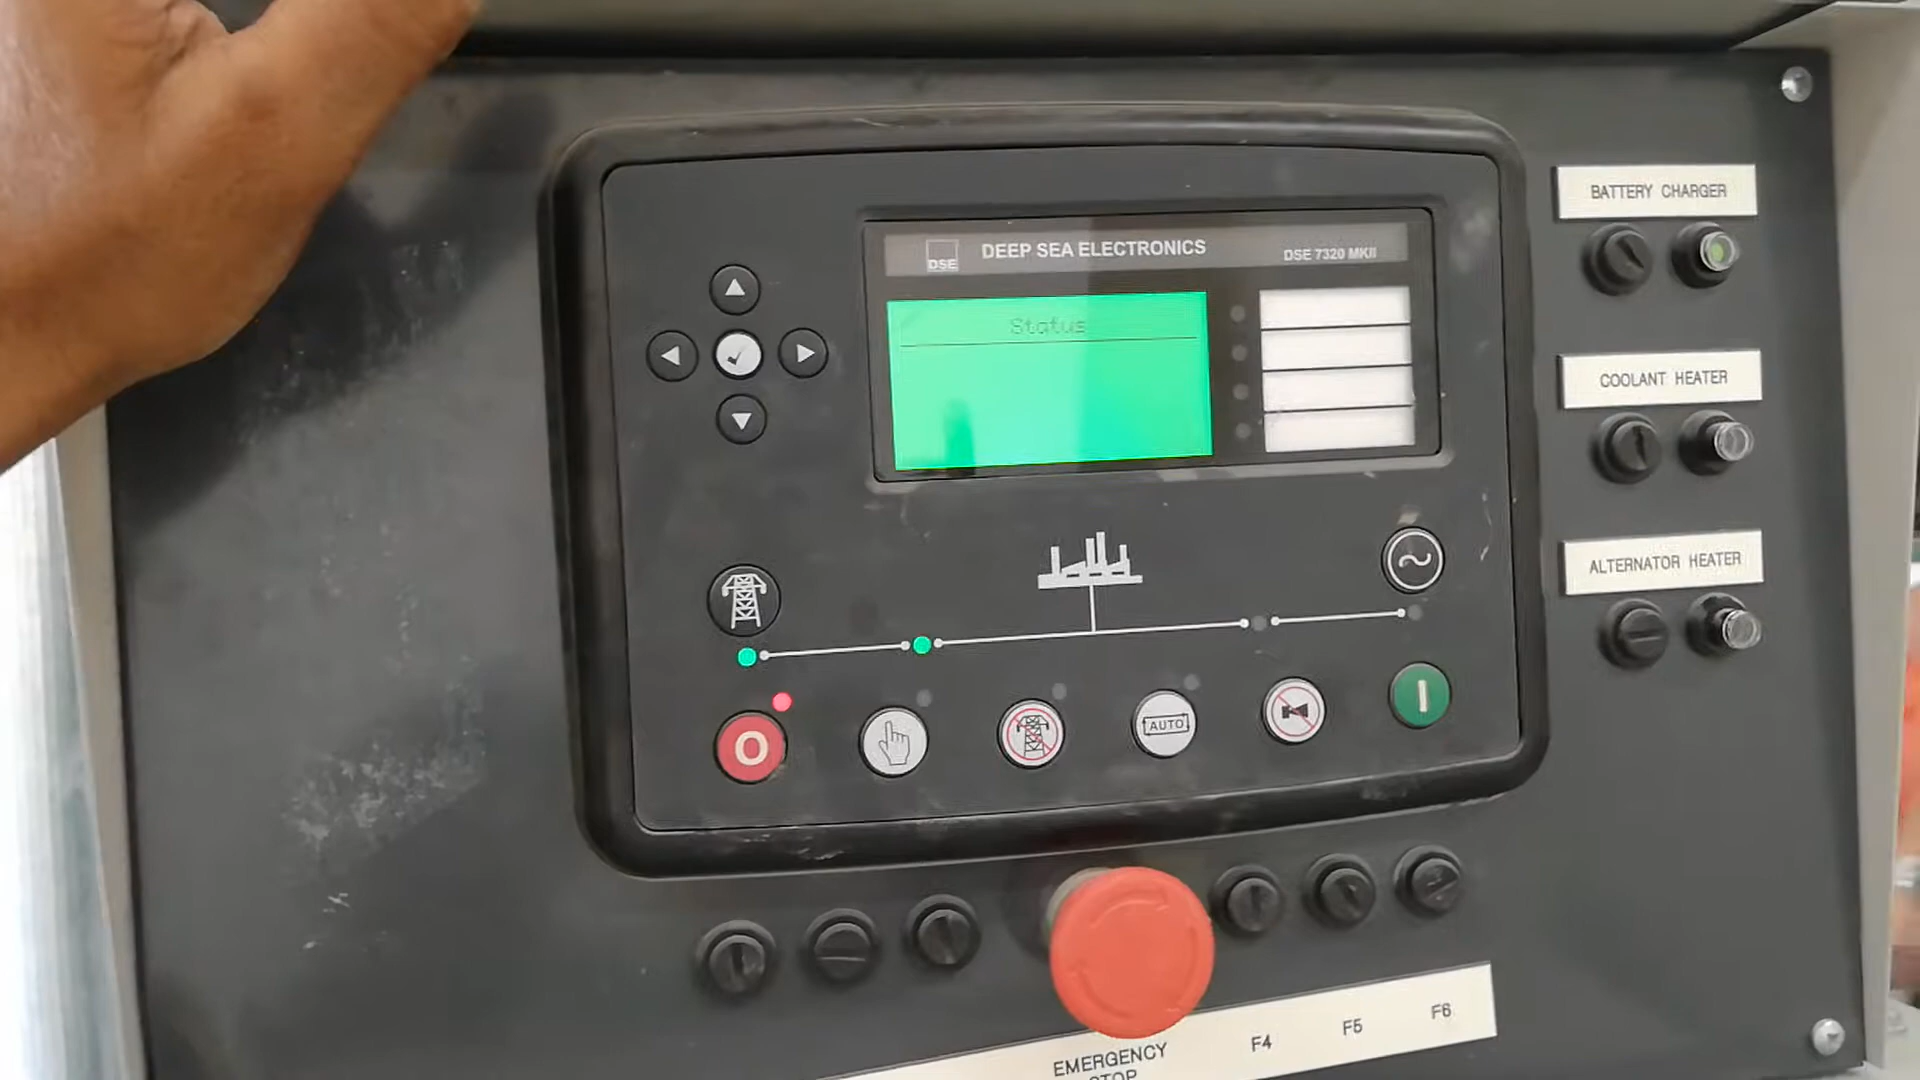 DSE
DEEP SEA ELECTRONICS
DSE 7320 MKII
Status
BATTERY CHARGER
COOLANT HEATER
ALTERNATOR HEATER
O
AUTO
I
EMERGENCY
STOP
F4
F5
F6